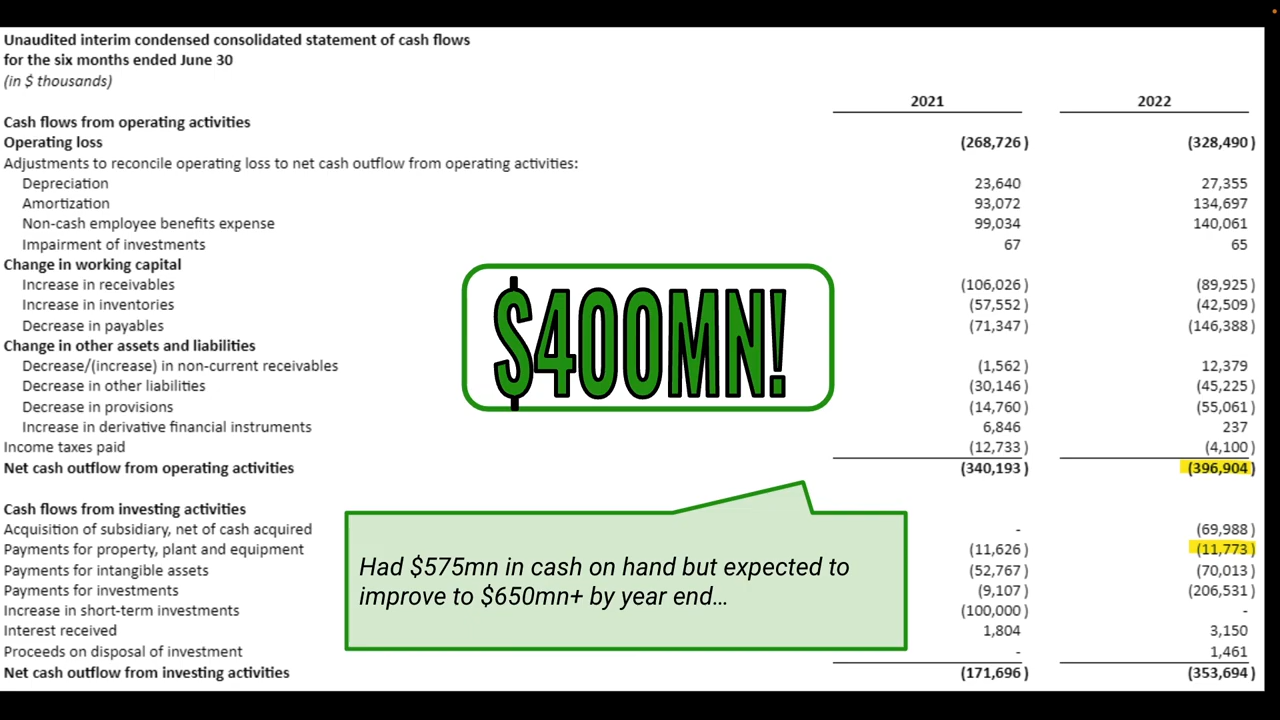 Unaudited interim condensed consolidated statement of cash flows
for the six months ended June 30
(in $ thousands)
2021 2022
Cash flows from operating activities
Operating loss (268,726) (328,490)
Adjustments to reconcile operating loss to net cash outflow from operating activities:
Depreciation 23,640 27,355
Amortization 93,072 134,697
Non-cash employee benefits expense 99,034 140,061
Impairment of investments 67 65
Change in working capital
Increase in receivables (106,026) (89,925)
Increase in inventories (57,552) (42,509)
Decrease in payables (71,347) (146,388)
Change in other assets and liabilities
Decrease/(increase) in non-current receivables (1,562) 12,379
Decrease in other liabilities (30,146) (45,225)
Decrease in provisions (14,760) (55,061)
Increase in derivative financial instruments 6,846 237
Income taxes paid (12,733) (4,100)
Net cash outflow from operating activities (340,193) (396,904)
$400MN!
Cash flows from investing activities
Acquisition of subsidiary, net of cash acquired - (69,988)
Payments for property, plant and equipment (11,626) (11,773)
Payments for intangible assets (52,767) (70,013)
Payments for investments (9,107) (206,531)
Increase in short-term investments (100,000) -
Interest received 1,804 3,150
Proceeds on disposal of investment - 1,461
Net cash outflow from investing activities (171,696) (353,694)
Had $575mn in cash on hand but expected to
improve to $650mn+ by year end...